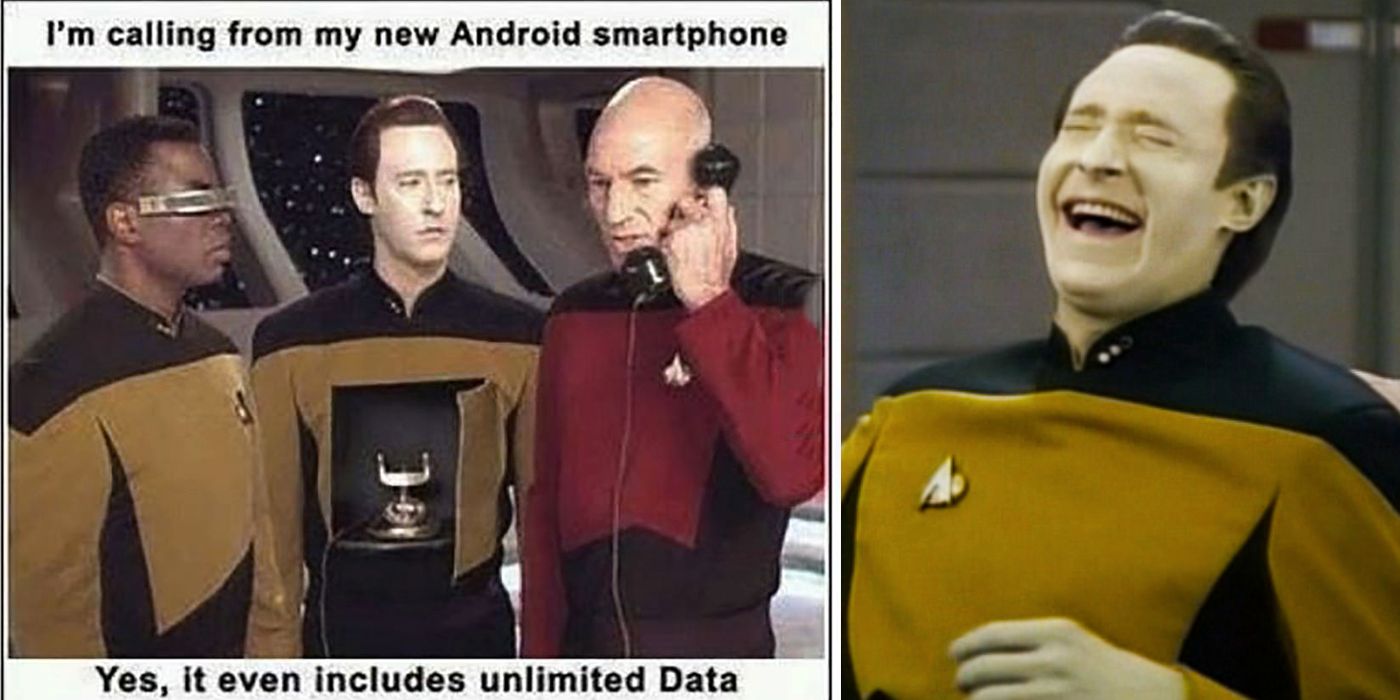 I'm calling from my new Android smartphone
Yes, it even includes unlimited Data